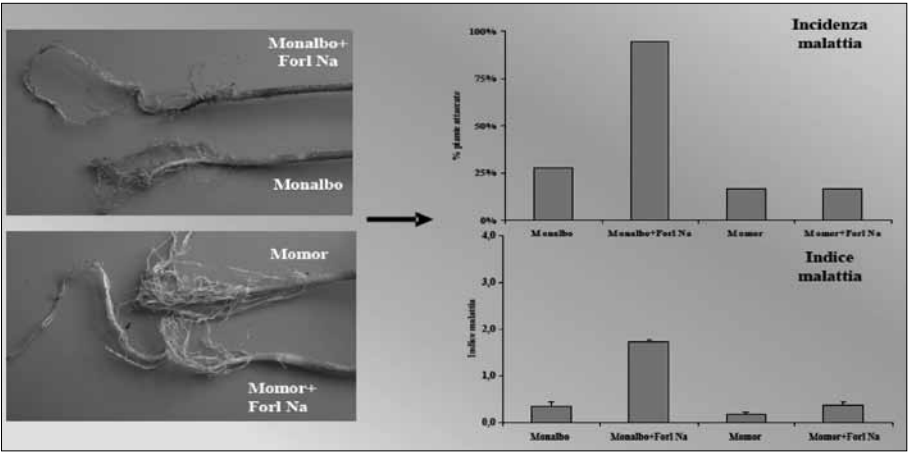 Monalbo+
Forl Na
Monalbo
Momor
Momor+
Forl Na
Incidenza
malattia
% piante attaccate
100%
75%
50%
25%
0%
Monalbo
Monalbo+Forl Na
Momor
Momor+Forl Na
Indice
malattia
Indice malattia
4,0
3,0
2,0
1,0
0,0
Monalbo
Monalbo+Forl Na
Momor
Momor+Forl Na